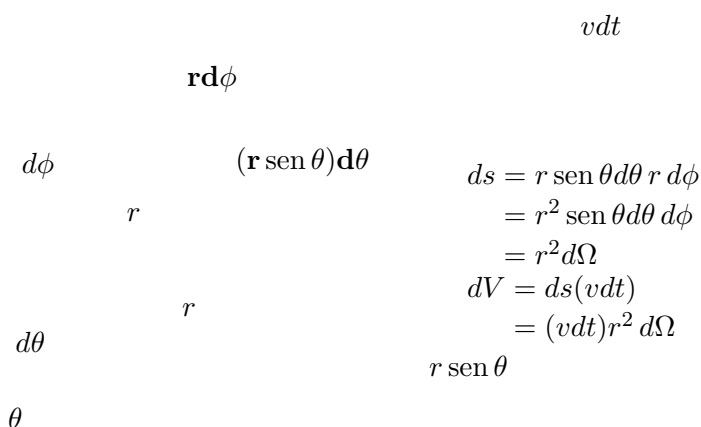 vdt
rdϕ
dϕ
(r sen θ)dθ
ds = r sen θdθ r dϕ
r
= r² sen θdθ dϕ
= r²dΩ
dV = ds(vdt)
r
= (vdt)r² dΩ
dθ
r sen θ
θ